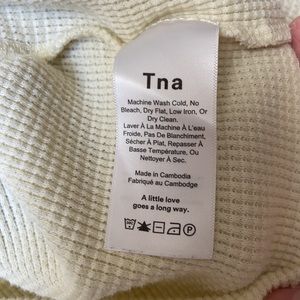 Tna
Machine Wash Cold, No
Bleach, Dry Flat, Low Iron, Or
Dry Clean.
Laver À La Machine À L'eau
Froide, Pas De Blanchiment,
Sécher À Plat, Repasser À
Basse Température, Ou
Nettoyer À Sec.
Made in Cambodia
Fabriqué au Cambodge
A little love
goes a long way.